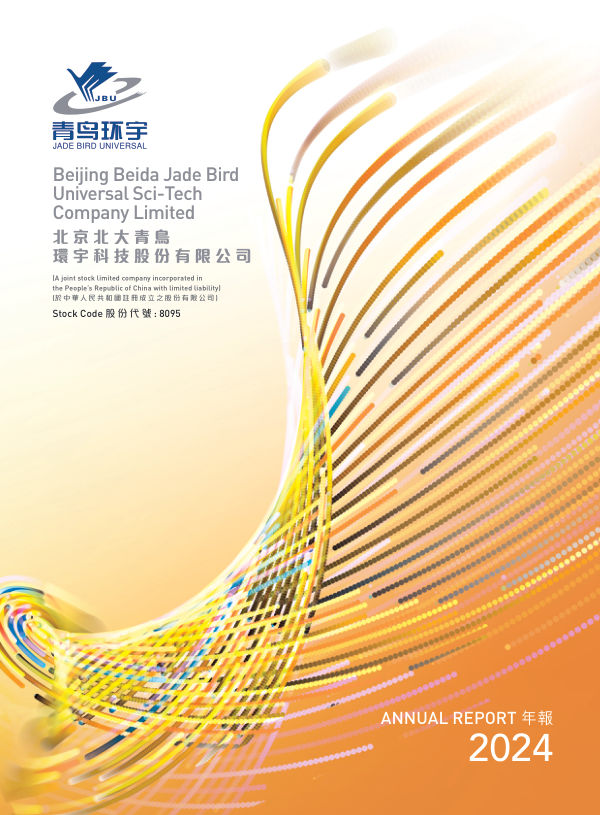 JBU
青鸟环宇
JADE BIRD UNIVERSAL
Beijing Beida Jade Bird
Universal Sci-Tech
Company Limited
北京北大青鳥
環宇科技股份有限公司
(A joint stock limited company incorporated in
the People's Republic of China with limited liability)
(於中華人民共和國註冊成立之股份有限公司)
Stock Code 股份代號 : 8095
ANNUAL REPORT 年報
2024